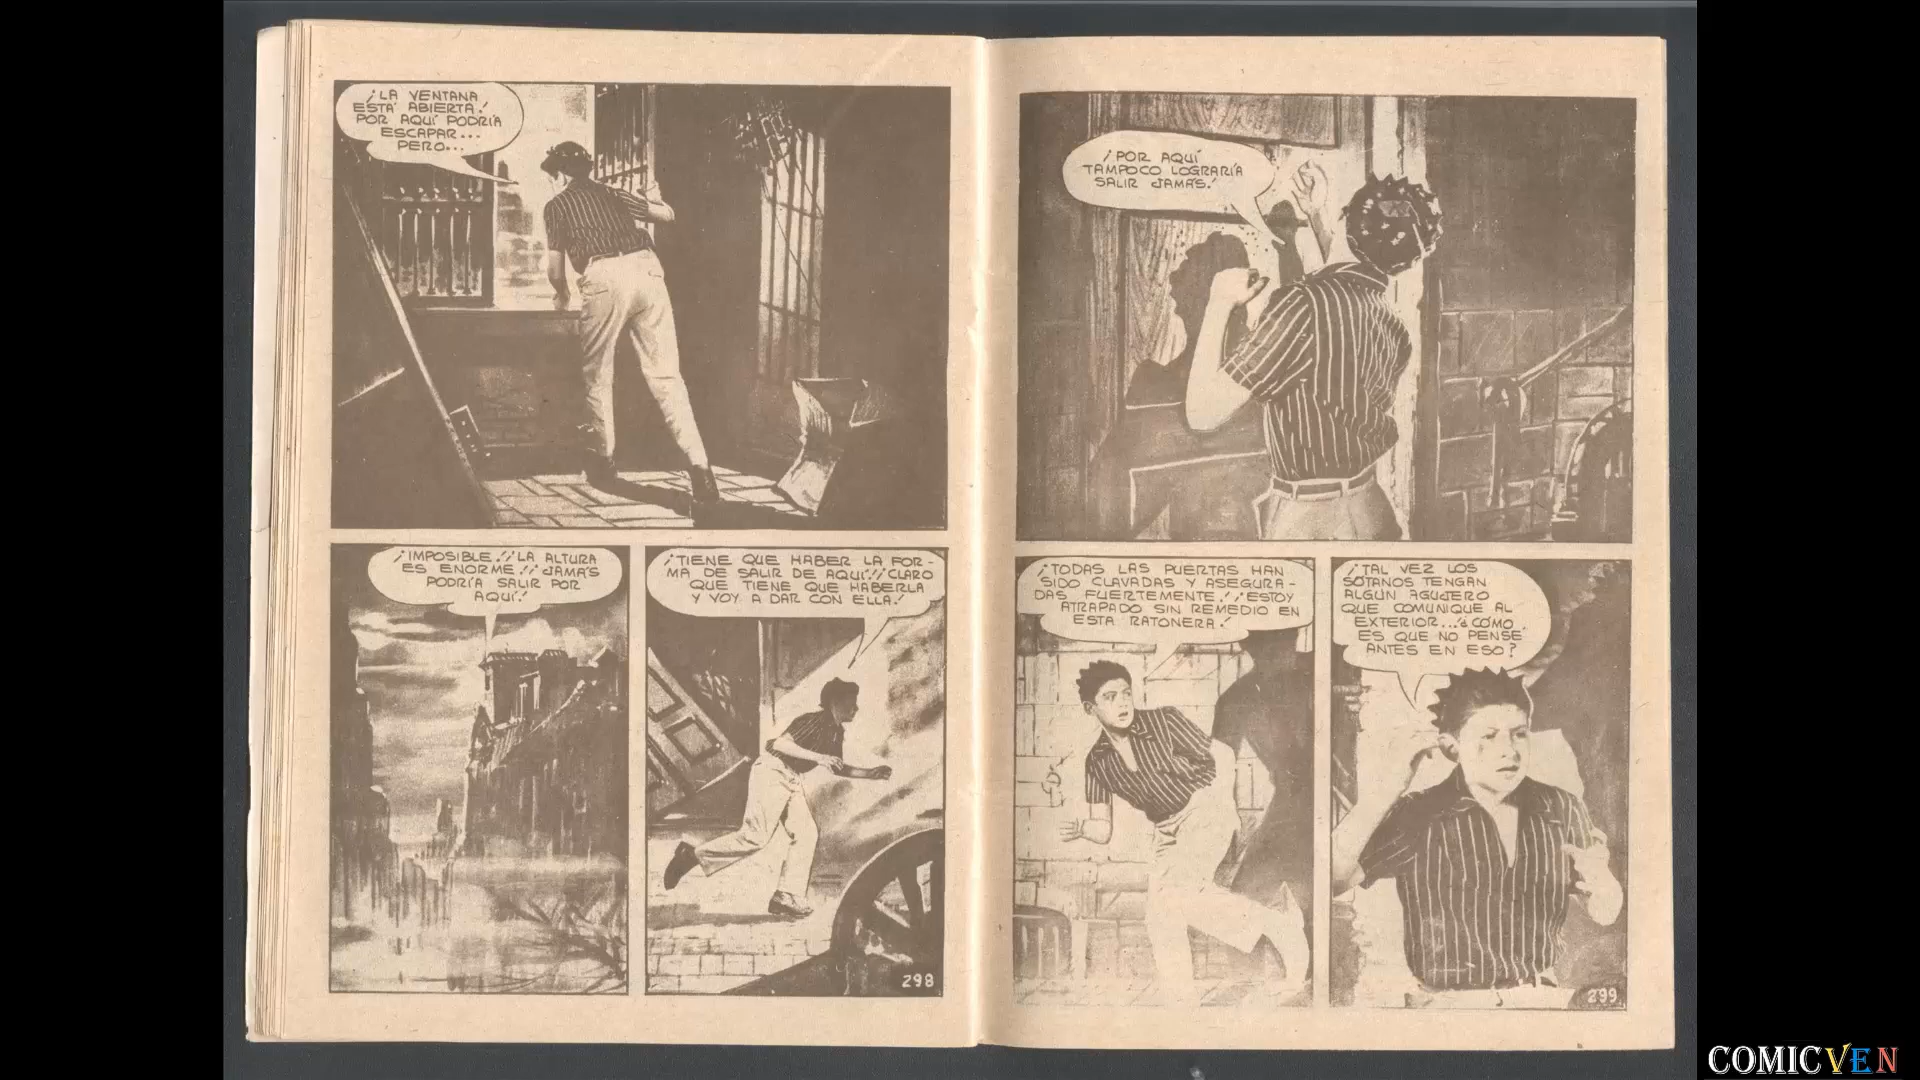 ¡LA VENTANA
ESTÁ ABIERTA!
POR AQUÍ PODRÍA
ESCAPAR...
PERO...
¡IMPOSIBLE!¡LA ALTURA
ES ENORME!¡JAMÁS
PODRÍA SALIR POR
AQUÍ!
¡TIENE QUE HABER LA FOR-
MA DE SALIR DE AQUÍ!¡CLARO
QUE TIENE QUE HABERLA
Y VOY A DAR CON ELLA!
298
¡POR AQUÍ
TAMPOCO LOGRARÍA
SALIR JAMÁS!
¡TODAS LAS PUERTAS HAN
SIDO CLAVADAS Y ASEGURA-
DAS FUERTEMENTE!¡ESTOY
ATRAPADO SIN REMEDIO EN
ESTA RATONERA!
¡TAL VEZ LOS
SÓTANOS TENGAN
ALGÚN AGUJERO
QUE COMUNIQUE AL
EXTERIOR...¿CÓMO
ES QUE NO PENSÉ
ANTES EN ESO?
299
COMICVEN